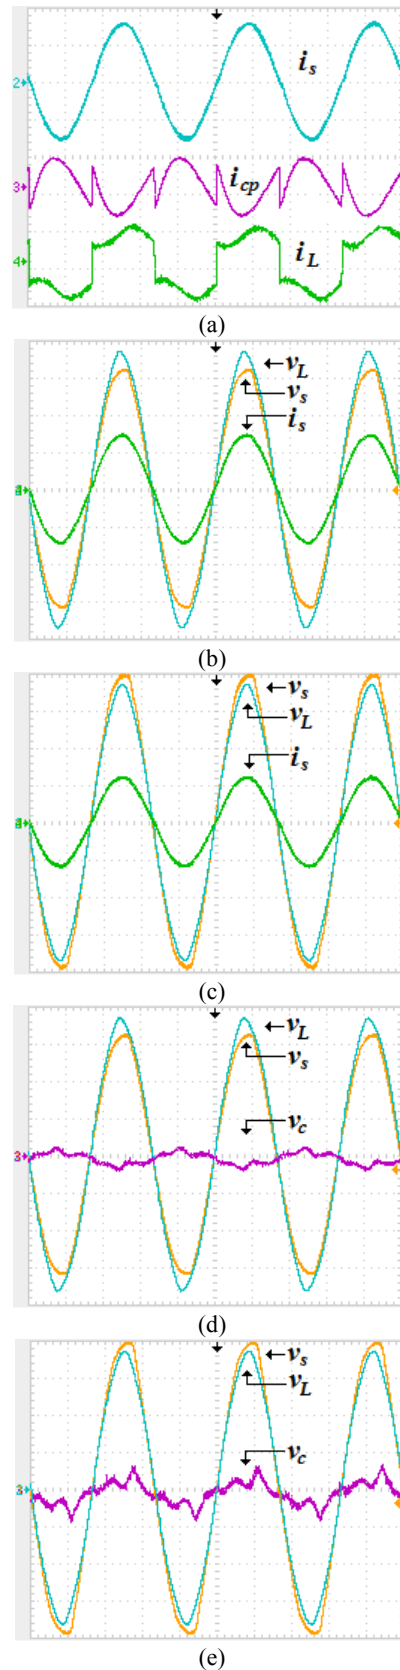 i_s
2
i_cp
3
i_L
4
(a)
v_L
v_s
i_s
(b)
v_s
v_L
i_s
(c)
v_L
v_s
v_c
3
(d)
v_s
v_L
v_c
3
(e)